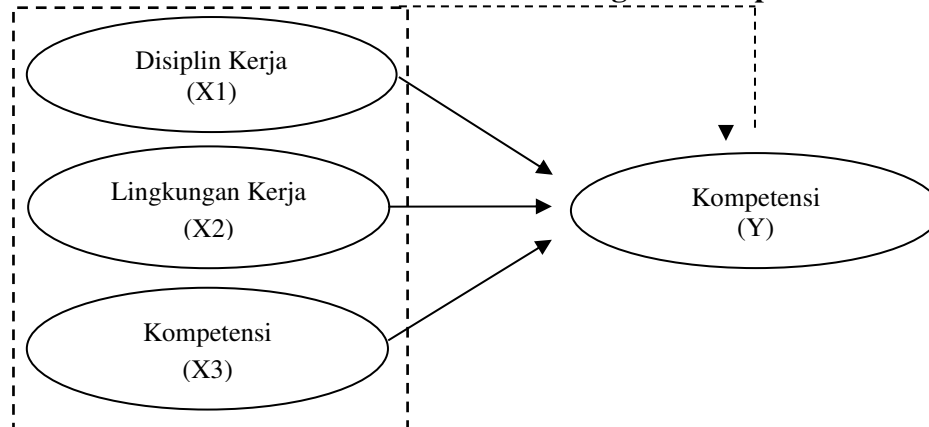 Disiplin Kerja
(X1)
Lingkungan Kerja
(X2)
Kompetensi
(X3)
Kompetensi
(Y)